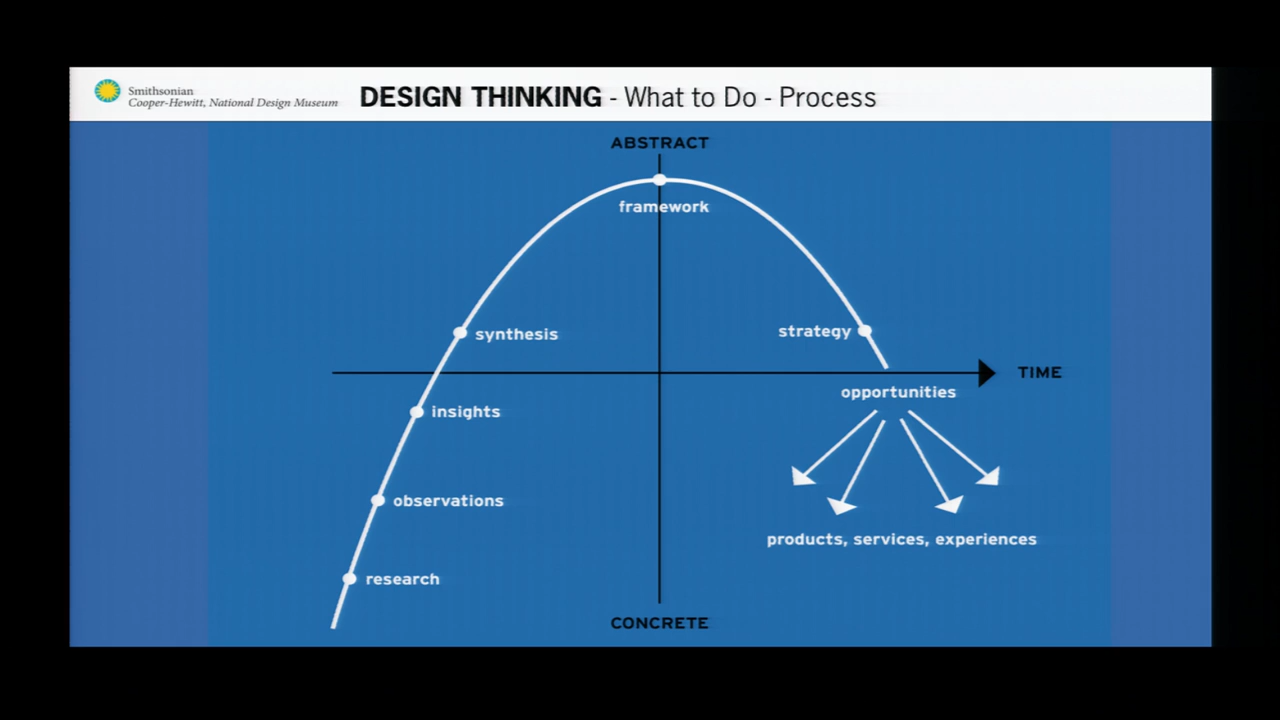 Smithsonian
Cooper-Hewitt, National Design Museum
DESIGN THINKING - What to Do - Process
ABSTRACT
framework
synthesis
strategy
TIME
opportunities
insights
observations
products, services, experiences
research
CONCRETE